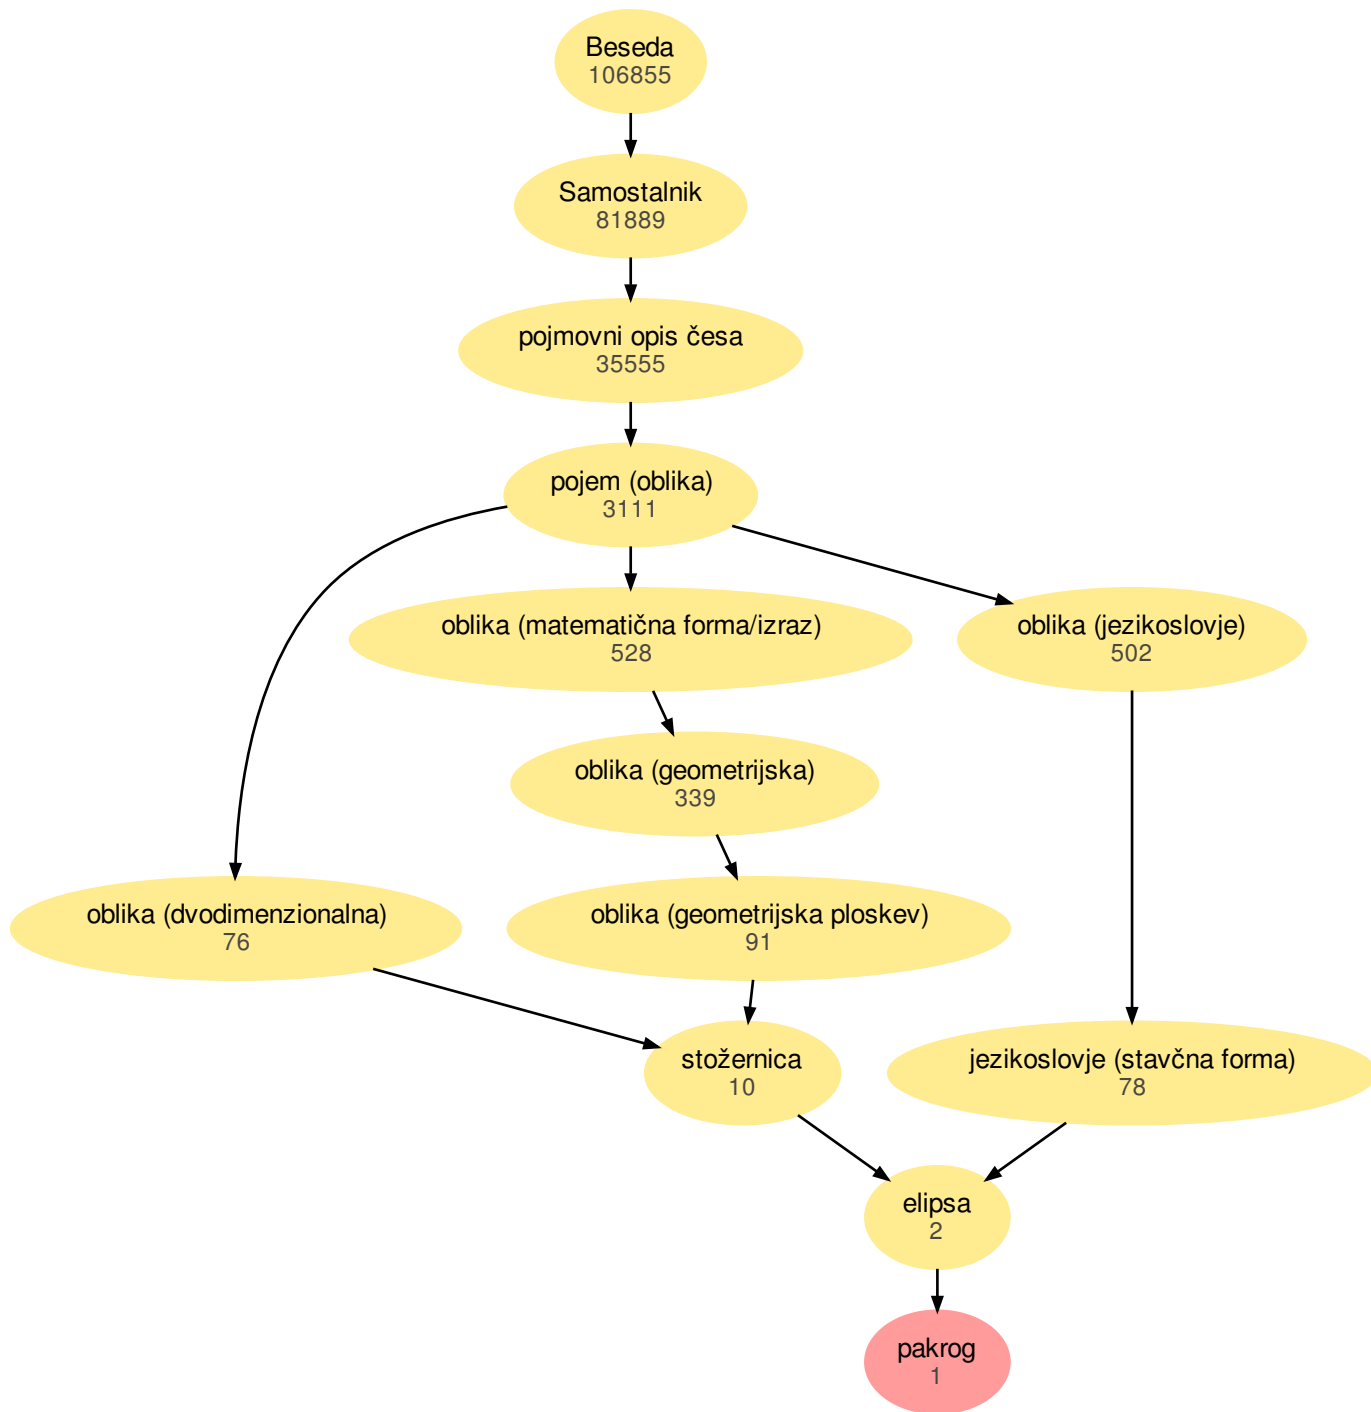 Beseda
106855
Samostalnik
81889
pojmovni opis česa
35555
pojem (oblika)
3111
oblika (matematična forma/izraz)
528
oblika (jezikoslovje)
502
oblika (geometrijska)
339
oblika (dvodimenzionalna)
76
oblika (geometrijska ploskev)
91
stožernica
10
jezikoslovje (stavčna forma)
78
elipsa
2
pakrog
1